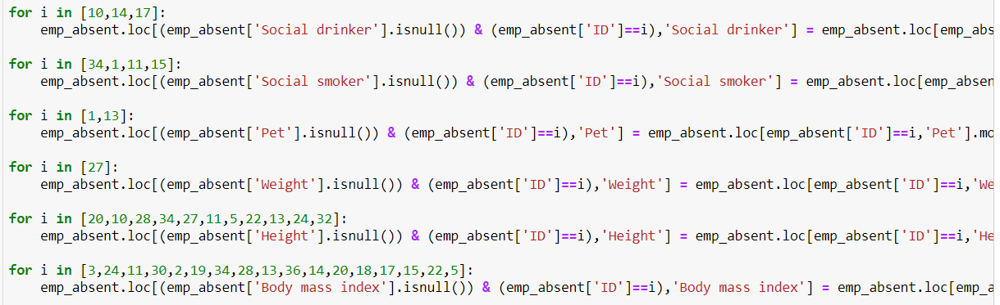 for i in [10,14,17]:
    emp_absent.loc[(emp_absent['Social drinker'].isnull()) & (emp_absent['ID']==i),'Social drinker'] = emp_absent.loc[emp_abs
for i in [34,1,11,15]:
    emp_absent.loc[(emp_absent['Social smoker'].isnull()) & (emp_absent['ID']==i),'Social smoker'] = emp_absent.loc[emp_absen
for i in [1,13]:
    emp_absent.loc[(emp_absent['Pet'].isnull()) & (emp_absent['ID']==i),'Pet'] = emp_absent.loc[emp_absent['ID']==i,'Pet'].mo
for i in [27]:
    emp_absent.loc[(emp_absent['Weight'].isnull()) & (emp_absent['ID']==i),'Weight'] = emp_absent.loc[emp_absent['ID']==i,'We
for i in [20,10,28,34,27,11,5,22,13,24,32]:
    emp_absent.loc[(emp_absent['Height'].isnull()) & (emp_absent['ID']==i),'Height'] = emp_absent.loc[emp_absent['ID']==i,'He
for i in [3,24,11,30,2,19,34,28,13,36,14,20,18,17,15,22,5]:
    emp_absent.loc[(emp_absent['Body mass index'].isnull()) & (emp_absent['ID']==i),'Body mass index'] = emp_absent.loc[emp_a